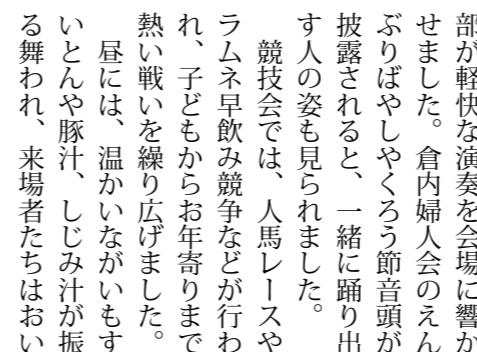 部が軽快な演奏を会場に響か
せました。倉内婦人会のえん
ぶりばやしやくろう節音頭が
披露されると、一緒に踊り出
す人の姿も見られました。
競技会では、人馬レースや
ラムネ早飲み競争などが行わ
れ、子どもからお年寄りまで
熱い戦いを繰り広げました。
昼には、温かいながいもす
いとんや豚汁、しじみ汁が振
る舞われ、来場者たちはおい